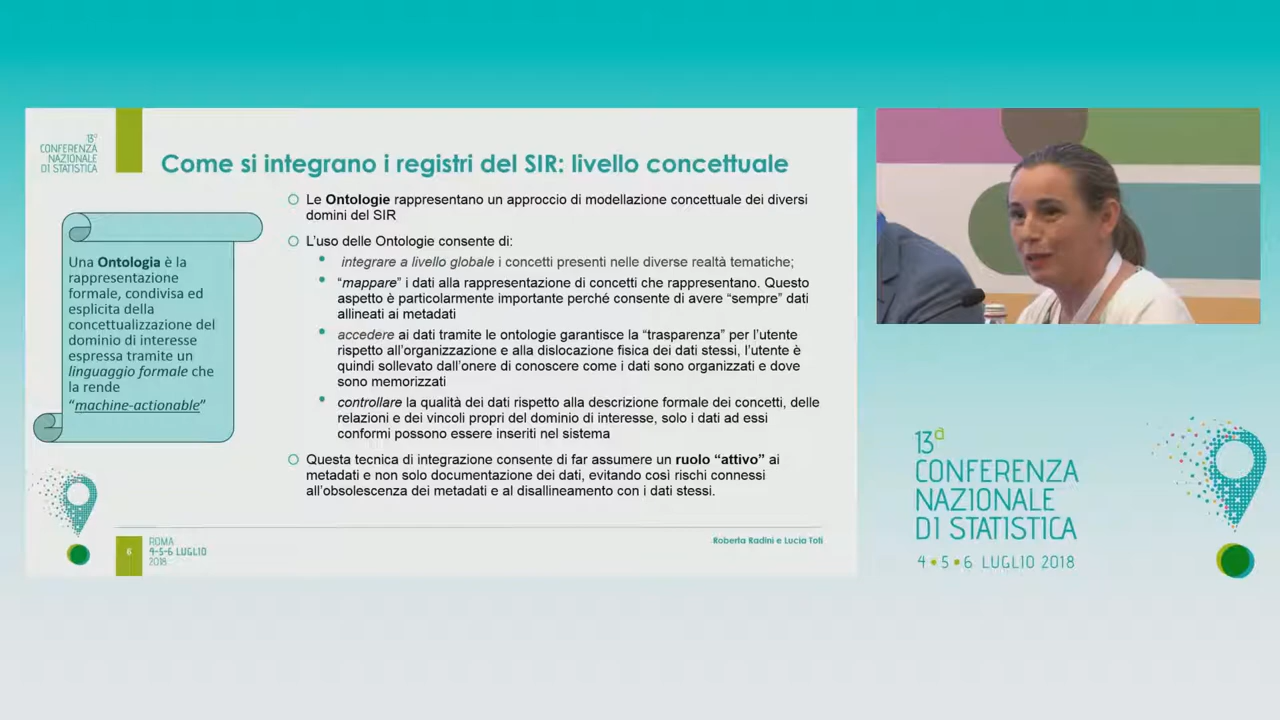 13ª
CONFERENZA
NAZIONALE
DI STATISTICA
Come si integrano i registri del SIR: livello concettuale
Una Ontologia è la
rappresentazione
formale, condivisa ed
esplicita della
concettualizzazione del
dominio di interesse
espressa tramite un
linguaggio formale che
la rende
“machine-actionable”
Le Ontologie rappresentano un approccio di modellazione concettuale dei diversi
domini del SIR
L’uso delle Ontologie consente di:
integrare a livello globale i concetti presenti nelle diverse realtà tematiche;
“mappare” i dati alla rappresentazione di concetti che rappresentano. Questo
aspetto è particolarmente importante perché consente di avere “sempre” dati
allineati ai metadati
accedere ai dati tramite le ontologie garantisce la “trasparenza” per l’utente
rispetto all’organizzazione e alla dislocazione fisica dei dati stessi, l’utente è
quindi sollevato dall’onere di conoscere come i dati sono organizzati e dove
sono memorizzati
controllare la qualità dei dati rispetto alla descrizione formale dei concetti, delle
relazioni e dei vincoli propri del dominio di interesse, solo i dati ad essi
conformi possono essere inseriti nel sistema
Questa tecnica di integrazione consente di far assumere un ruolo “attivo” ai
metadati e non solo documentazione dei dati, evitando così rischi connessi
all’obsolescenza dei metadati e al disallineamento con i dati stessi.
6
ROMA
4-5-6 LUGLIO
2018
Roberta Radini e Lucia Toti
13ª
CONFERENZA
NAZIONALE
DI STATISTICA
4•5•6 LUGLIO 2018